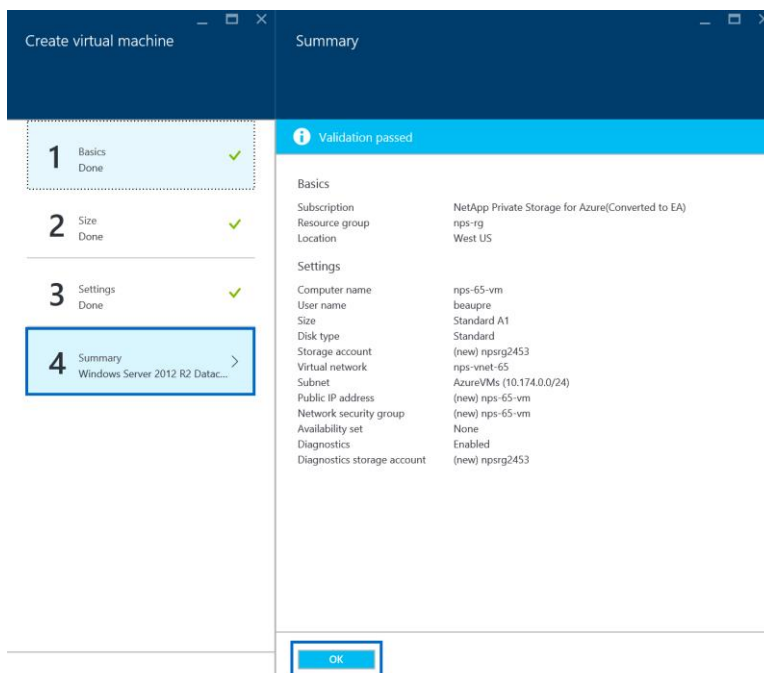 Create virtual machine
1
Basics
Done
2
Size
Done
3
Settings
Done
4
Summary
Windows Server 2012 R2 Datac...
Summary
Validation passed
Basics
Subscription NetApp Private Storage for Azure(Converted to EA)
Resource group nps-rg
Location West US
Settings
Computer name nps-65-vm
User name beaupre
Size Standard A1
Disk type Standard
Storage account (new) npsrg2453
Virtual network nps-vnet-65
Subnet AzureVMs (10.174.0.0/24)
Public IP address (new) nps-65-vm
Network security group (new) nps-65-vm
Availability set None
Diagnostics Enabled
Diagnostics storage account (new) npsrg2453
OK